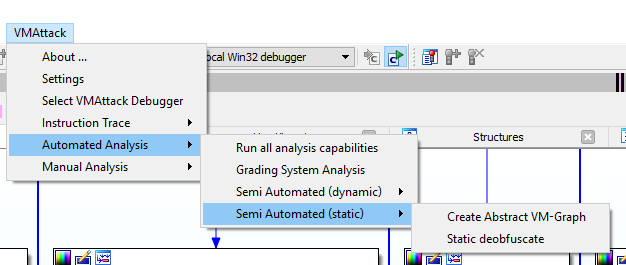 VMAttack
About ...
Settings
Select VMAttack Debugger
Instruction Trace
Automated Analysis
Manual Analysis
ocal Win32 debugger
Structures
Run all analysis capabilities
Grading System Analysis
Semi Automated (dynamic)
Semi Automated (static)
Create Abstract VM-Graph
Static deobfuscate